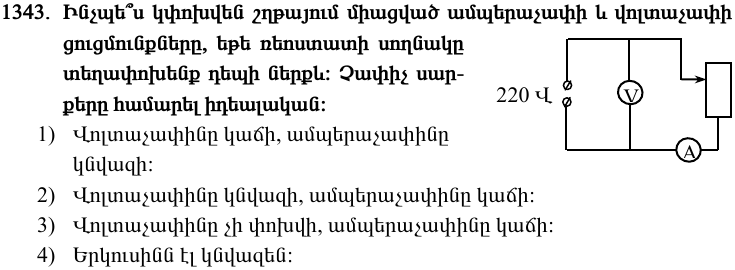 1343. Ինչպե՞ս կփոխվեն շղթայում միացված ամպերաչափի և վոլտաչափի
ցուցմունքները, եթե ռեոստատի սողնակը
տեղափոխենք դեպի ներքև: Չափիչ սար-
քերը համարել իդեալական:
220 Վ
V
A
1) Վոլտաչափինը կաճի, ամպերաչափինը
կնվազի:
2) Վոլտաչափինը կնվազի, ամպերաչափինը կաճի:
3) Վոլտաչափինը չի փոխվի, ամպերաչափինը կաճի:
4) Երկուսինն էլ կնվազեն: